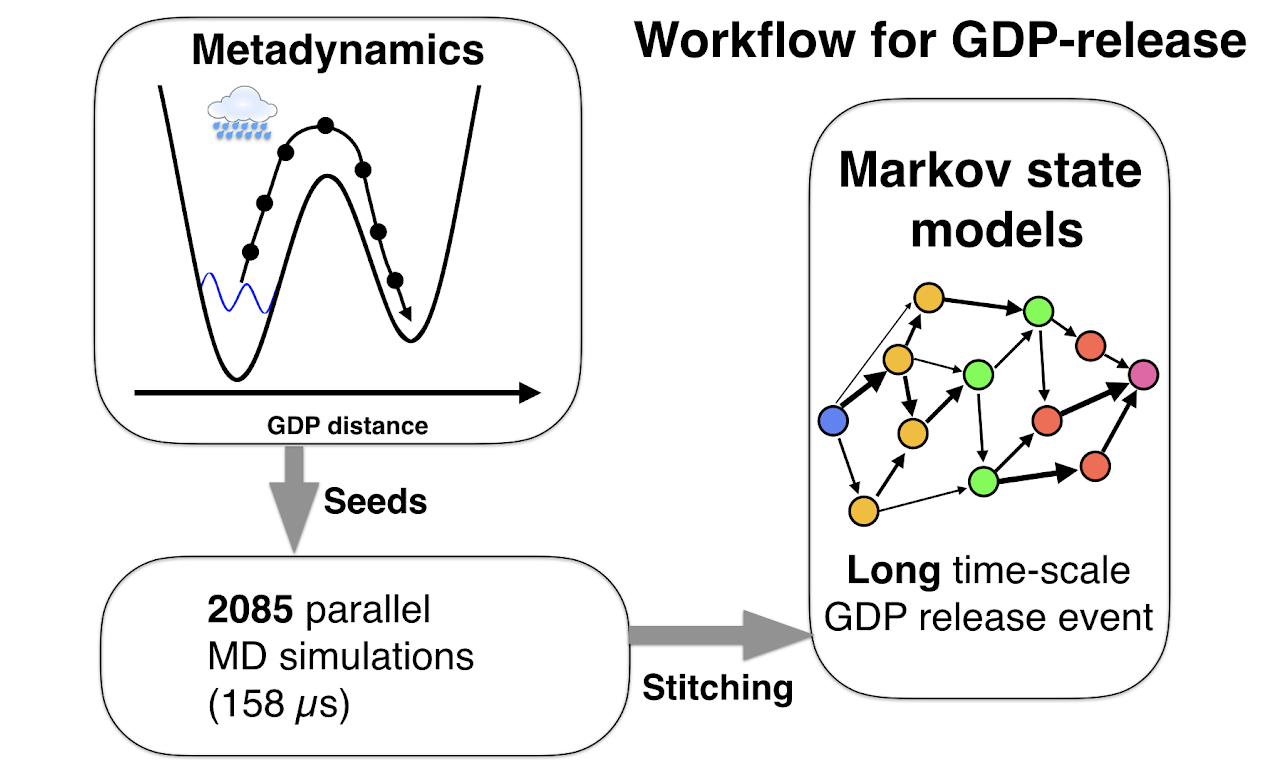 Workflow for GDP-release
Metadynamics
GDP distance
Seeds
2085 parallel
MD simulations
(158 µs)
Stitching
Markov state
models
Long time-scale
GDP release event